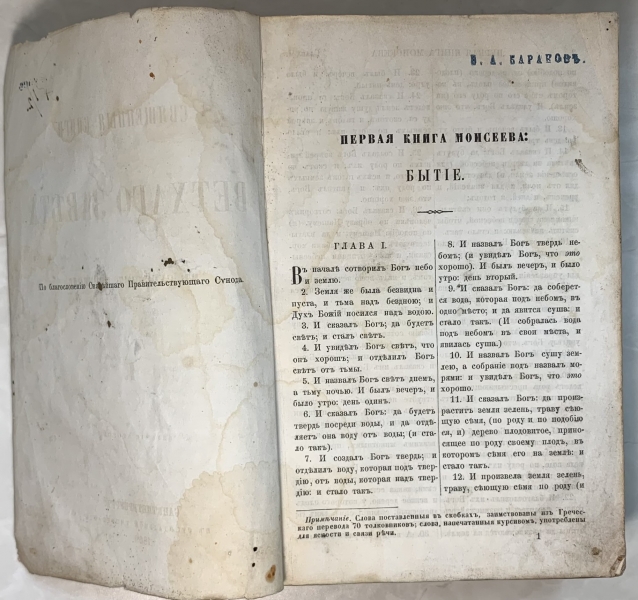 По благословенію Святѣйшаго Правительствующаго Сѵнода.
В. А. БАРАНОВЪ.
ПЕРВАЯ КНИГА МОИСЕЕВА:
БЫТІЕ.
ГЛАВА I.
Въ началѣ сотворилъ Богъ небо
и землю.
2. Земля же была безвидна и
пуста, и тьма надъ бездною; и
Духъ Божій носился надъ водою.
3. И сказалъ Богъ: да будетъ
свѣтъ; и сталъ свѣтъ.
4. И увидѣлъ Богъ свѣтъ, что
онъ хорошъ; и отдѣлилъ Богъ
свѣтъ отъ тьмы.
5. И назвалъ Богъ свѣтъ днемъ,
а тьму ночью. И былъ вечеръ, и
было утро: день одинъ.
6. И сказалъ Богъ: да будетъ
твердь посреди воды, и да отдѣ-
ляетъ она воду отъ воды; (и ста-
ло такъ).
7. И создалъ Богъ твердь; и
отдѣлилъ воду, которая подъ твер-
дію, отъ воды, которая надъ твер-
дію: и стало такъ.
8. И назвалъ Богъ твердь не-
бомъ; (и увидѣлъ Богъ, что это
хорошо). И былъ вечеръ, и было
утро: день вторый.
9. И сказалъ Богъ: да соберет-
ся вода, которая подъ небомъ, въ
одно мѣсто; и да явится суша: и
стало такъ. (И собралась вода
подъ небомъ въ свои мѣста, и
явилась суша.)
10. И назвалъ Богъ сушу зем-
лею, а собраніе водъ назвалъ мо-
рями: и увидѣлъ Богъ, что это
хорошо.
11. И сказалъ Богъ: да произ-
раститъ земля зелень, траву сѣю-
щую сѣмя, (по роду и по подобію
ея, и) дерево плодовитое, прино-
сящее по роду своему плодъ, въ
которомъ сѣмя его на землѣ: и
стало такъ.
12. И произвела земля зелень,
траву, сѣющую сѣмя по роду (и
Примѣчаніе. Слова поставленныя въ скобкахъ, заимствованы изъ Гречес-
каго перевода 70 толковниковъ; слова, напечатанныя курсивомъ, употреблены
для ясности и связи рѣчи.
1